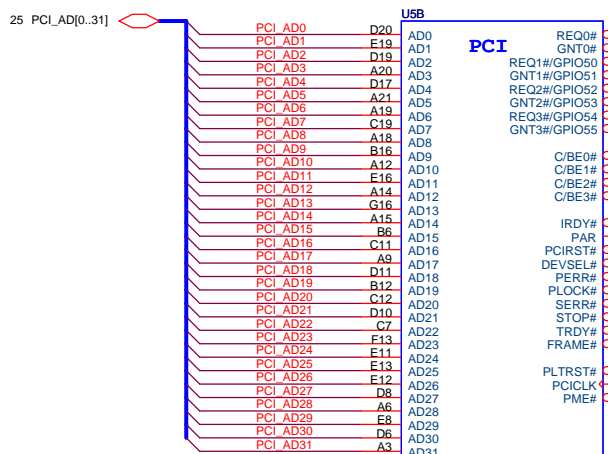 U5B
25 PCI_AD[0..31]
PCI_AD0 D20 AD0 PCI REQ0#
PCI_AD1 E19 AD1 GNT0#
PCI_AD2 D19 AD2 REQ1#/GPIO50
PCI_AD3 A20 AD3 GNT1#/GPIO51
PCI_AD4 D17 AD4 REQ2#/GPIO52
PCI_AD5 A21 AD5 GNT2#/GPIO53
PCI_AD6 A19 AD6 REQ3#/GPIO54
PCI_AD7 C19 AD7 GNT3#/GPIO55
PCI_AD8 A18 AD8
PCI_AD9 B16 AD9 C/BE0#
PCI_AD10 A12 AD10 C/BE1#
PCI_AD11 E16 AD11 C/BE2#
PCI_AD12 A14 AD12 C/BE3#
PCI_AD13 G16 AD13
PCI_AD14 A15 AD14 IRDY#
PCI_AD15 B6 AD15 PAR
PCI_AD16 C11 AD16 PCIRST#
PCI_AD17 A9 AD17 DEVSEL#
PCI_AD18 D11 AD18 PERR#
PCI_AD19 B12 AD19 PLOCK#
PCI_AD20 C12 AD20 SERR#
PCI_AD21 D10 AD21 STOP#
PCI_AD22 C7 AD22 TRDY#
PCI_AD23 F13 AD23 FRAME#
PCI_AD24 E11 AD24
PCI_AD25 E13 AD25 PLTRST#
PCI_AD26 E12 AD26 PCICLK
PCI_AD27 D8 AD27 PME#
PCI_AD28 A6 AD28
PCI_AD29 E8 AD29
PCI_AD30 D6 AD30
PCI_AD31 A3 AD31